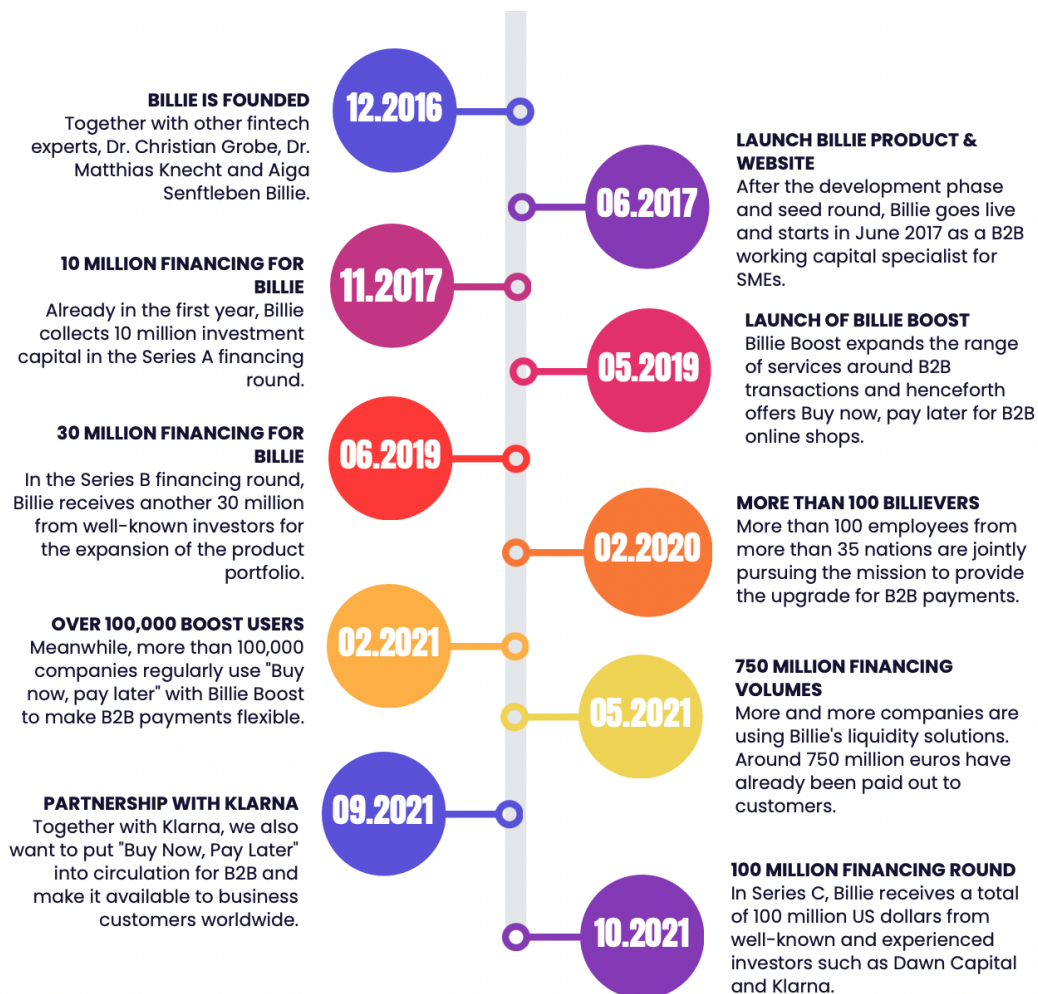 12.2016
BILLIE IS FOUNDED
Together with other fintech
experts, Dr. Christian Grobe, Dr.
Matthias Knecht and Aiga
Senftleben Billie.
06.2017
LAUNCH BILLIE PRODUCT &
WEBSITE
After the development phase
and seed round, Billie goes live
and starts in June 2017 as a B2B
working capital specialist for
SMEs.
11.2017
10 MILLION FINANCING FOR
BILLIE
Already in the first year, Billie
collects 10 million investment
capital in the Series A financing
round.
05.2019
LAUNCH OF BILLIE BOOST
Billie Boost expands the range
of services around B2B
transactions and henceforth
offers Buy now, pay later for B2B
online shops.
06.2019
30 MILLION FINANCING FOR
BILLIE
In the Series B financing round,
Billie receives another 30 million
from well-known investors for
the expansion of the product
portfolio.
02.2020
MORE THAN 100 BILLIEVERS
More than 100 employees from
more than 35 nations are jointly
pursuing the mission to provide
the upgrade for B2B payments.
02.2021
OVER 100,000 BOOST USERS
Meanwhile, more than 100,000
companies regularly use "Buy
now, pay later" with Billie Boost
to make B2B payments flexible.
05.2021
750 MILLION FINANCING
VOLUMES
More and more companies are
using Billie's liquidity solutions.
Around 750 million euros have
already been paid out to
customers.
09.2021
PARTNERSHIP WITH KLARNA
Together with Klarna, we also
want to put "Buy Now, Pay Later"
into circulation for B2B and
make it available to business
customers worldwide.
10.2021
100 MILLION FINANCING ROUND
In Series C, Billie receives a total
of 100 million US dollars from
well-known and experienced
investors such as Dawn Capital
and Klarna.